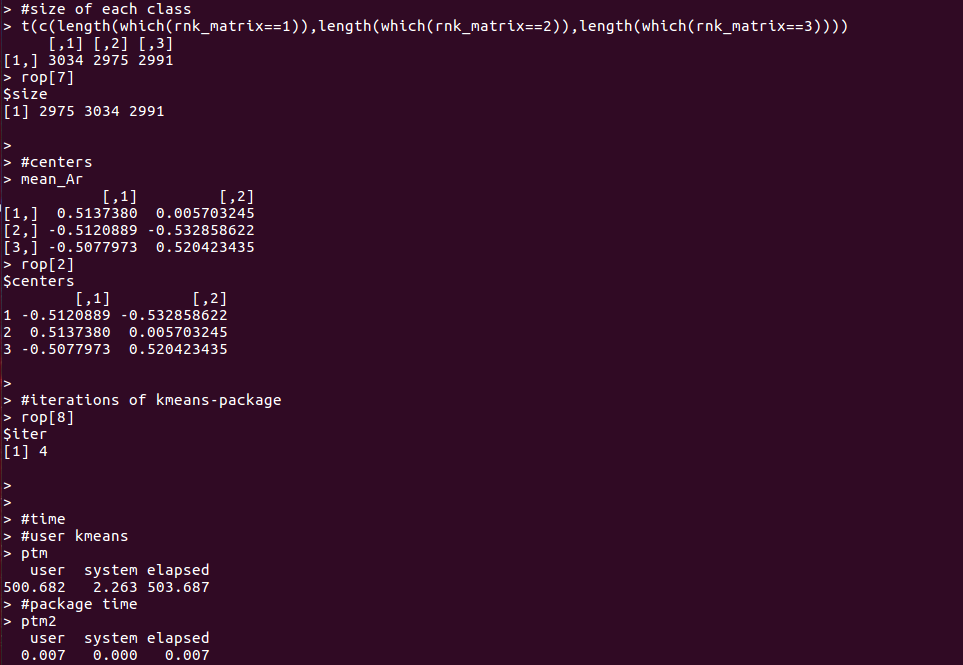 > #size of each class
> t(c(length(which(rnk_matrix==1)),length(which(rnk_matrix==2)),length(which(rnk_matrix==3))))
     [,1] [,2] [,3]
[1,] 3034 2975 2991
> rop[7]
$size
[1] 2975 3034 2991

>
> #centers
> mean_Ar
           [,1]         [,2]
[1,]  0.5137380  0.005703245
[2,] -0.5120889 -0.532858622
[3,] -0.5077973  0.520423435
> rop[2]
$centers
        [,1]         [,2]
1 -0.5120889 -0.532858622
2  0.5137380  0.005703245
3 -0.5077973  0.520423435

>
> #iterations of kmeans-package
> rop[8]
$iter
[1] 4

>
>
> #time
> #user kmeans
> ptm
   user  system elapsed
500.682   2.263 503.687
> #package time
> ptm2
   user  system elapsed
  0.007   0.000   0.007